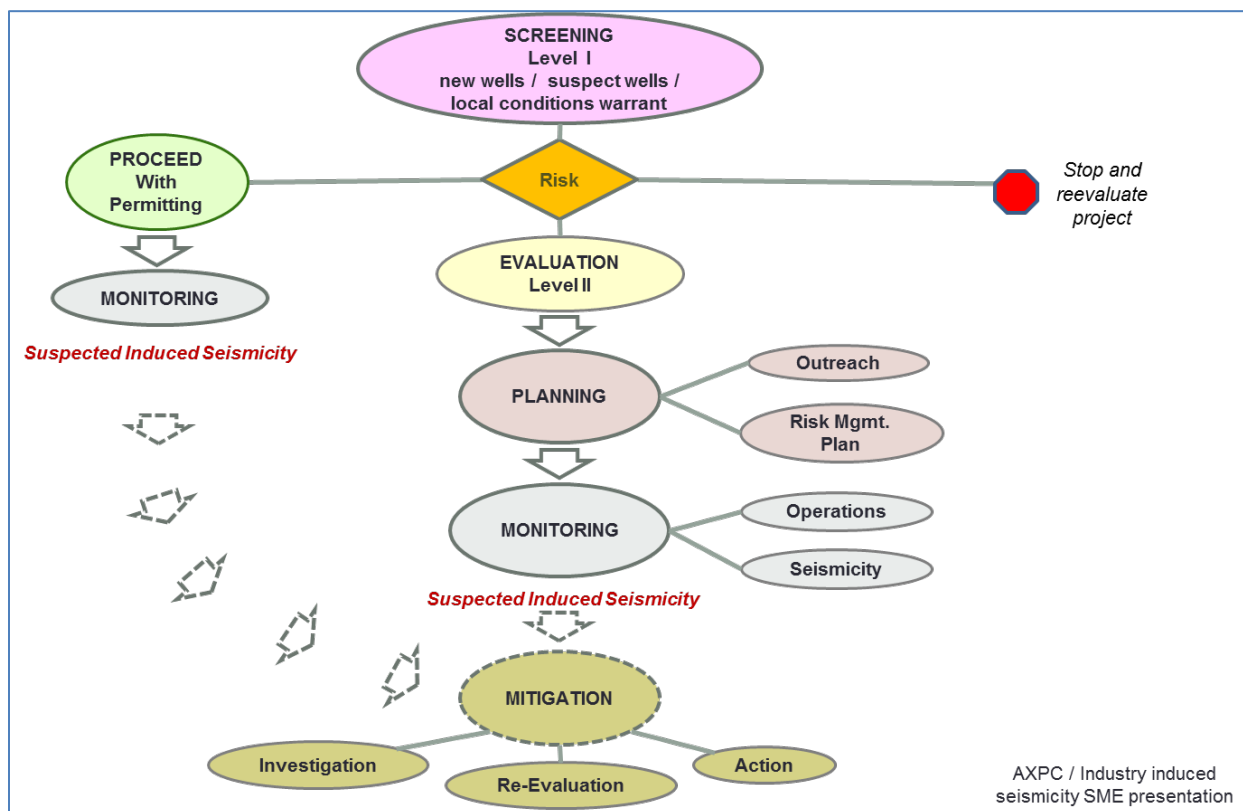 SCREENING
Level I
new wells / suspect wells /
local conditions warrant
PROCEED
With
Permitting
Risk
Stop and
reevaluate
project
EVALUATION
Level II
MONITORING
Suspected Induced Seismicity
PLANNING
Outreach
Risk Mgmt.
Plan
MONITORING
Operations
Seismicity
Suspected Induced Seismicity
MITIGATION
Investigation
Re-Evaluation
Action
AXPC / Industry induced
seismicity SME presentation